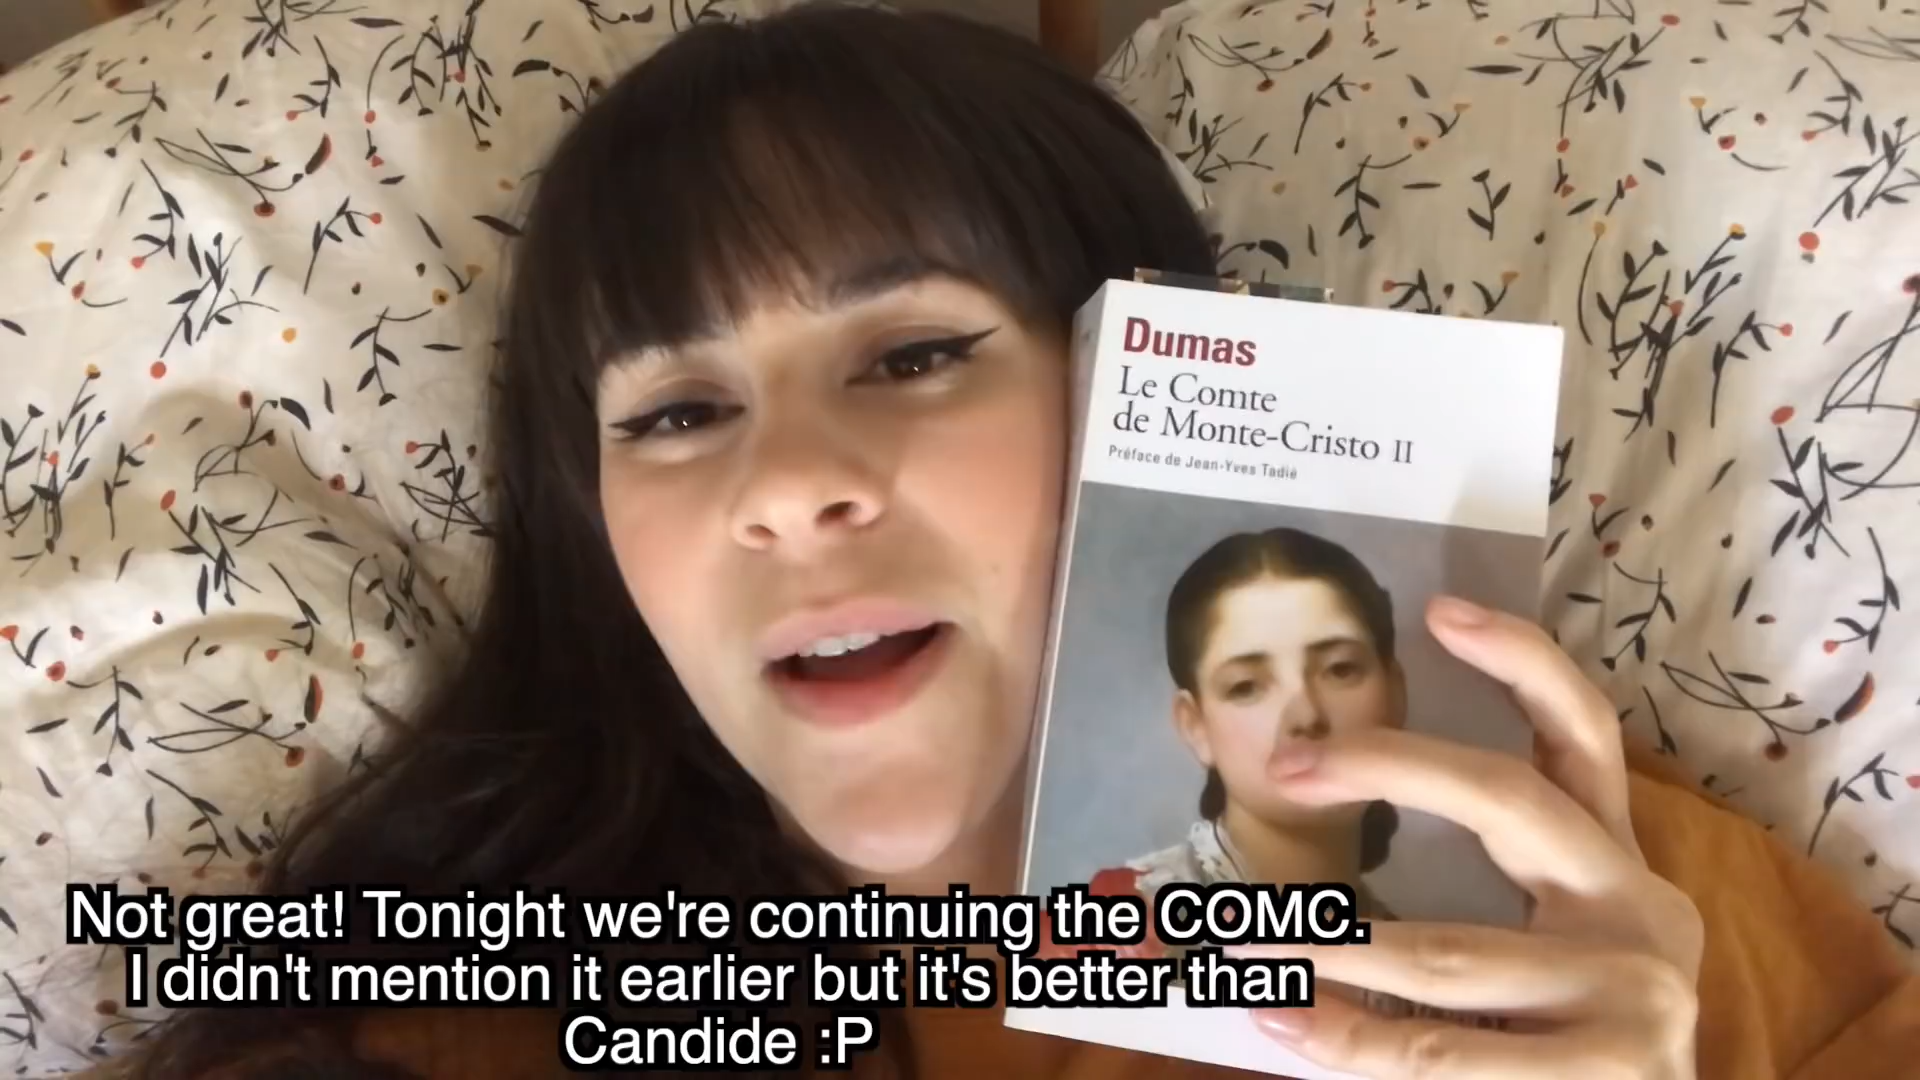 Dumas
Le Comte
de Monte-Cristo II
Préface de Jean-Yves Tadié
Not great! Tonight we're continuing the COMC.
I didn't mention it earlier but it's better than
Candide :P